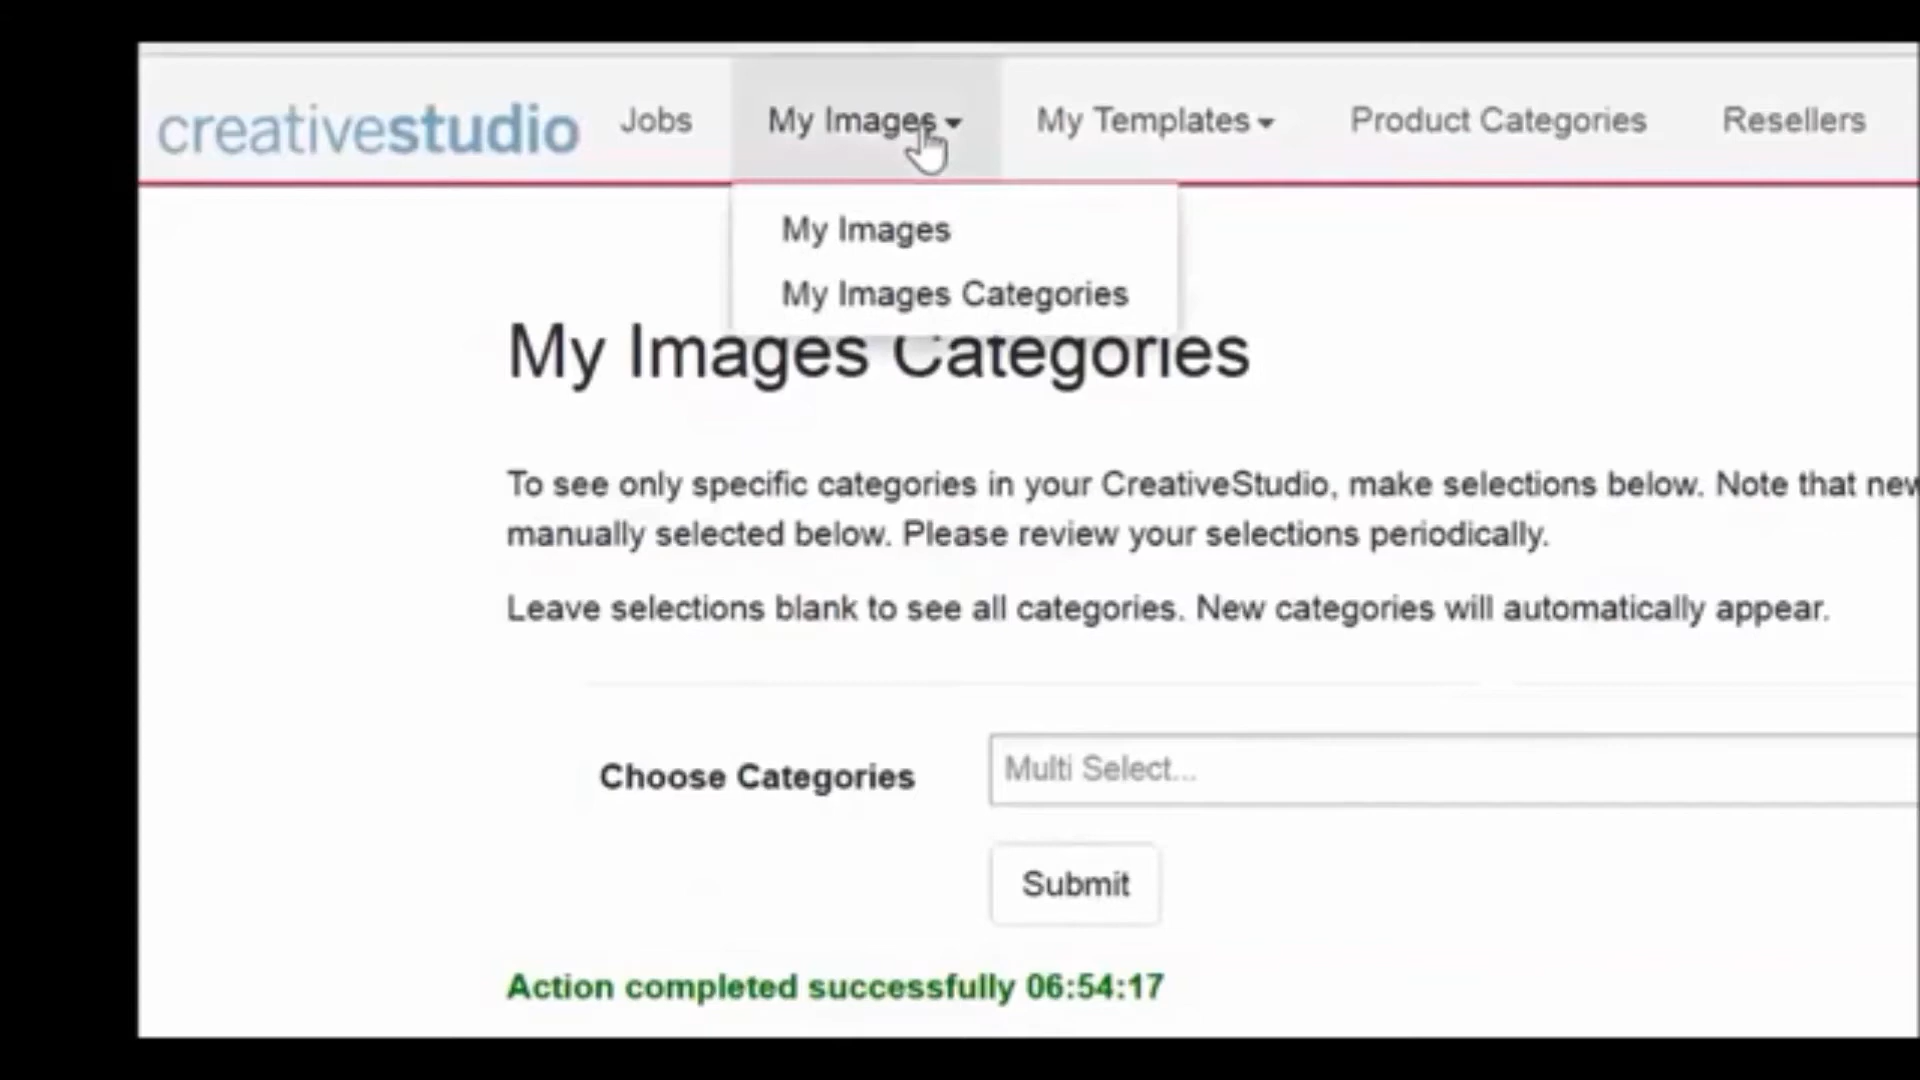 creativestudio Jobs My Images My Templates Product Categories Resellers
My Images
My Images Categories
My Images Categories
To see only specific categories in your CreativeStudio, make selections below. Note that new
manually selected below. Please review your selections periodically.
Leave selections blank to see all categories. New categories will automatically appear.
Choose Categories Multi Select...
Submit
Action completed successfully 06:54:17